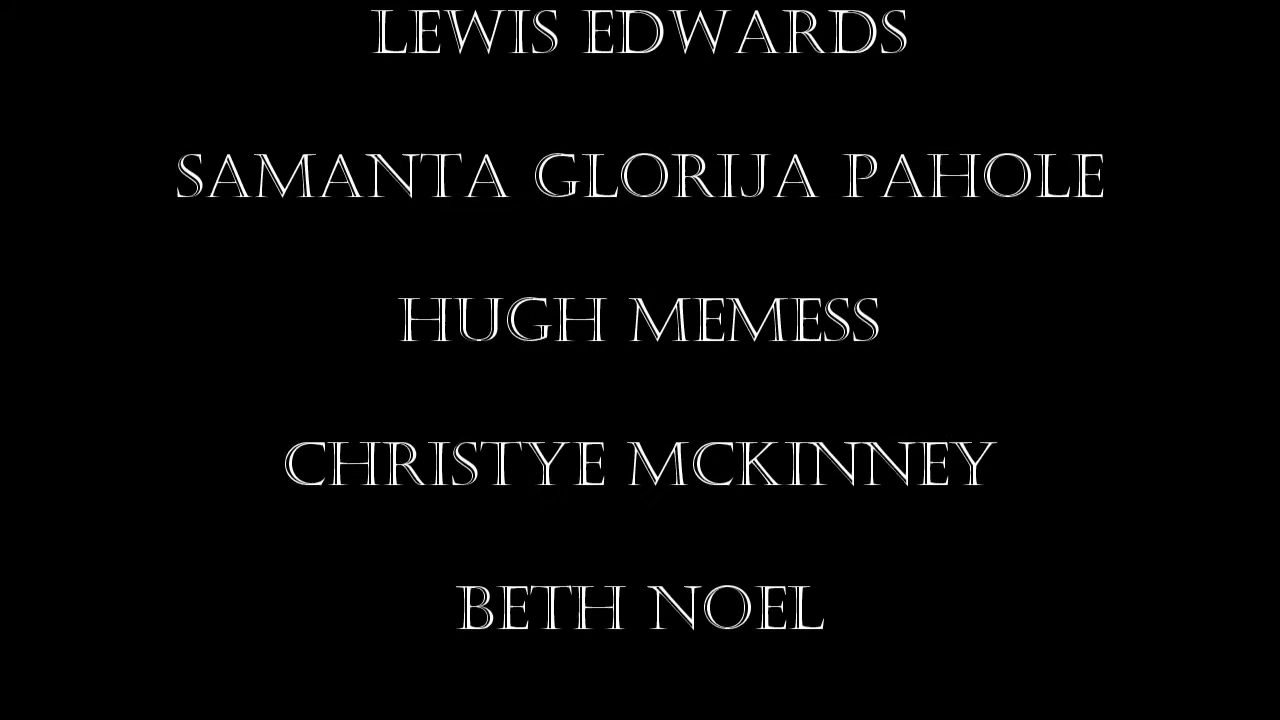 LEWIS EDWARDS
SAMANTA GLORIJA PAHOLE
HUGH MEMESS
CHRISTYE MCKINNEY
BETH NOEL